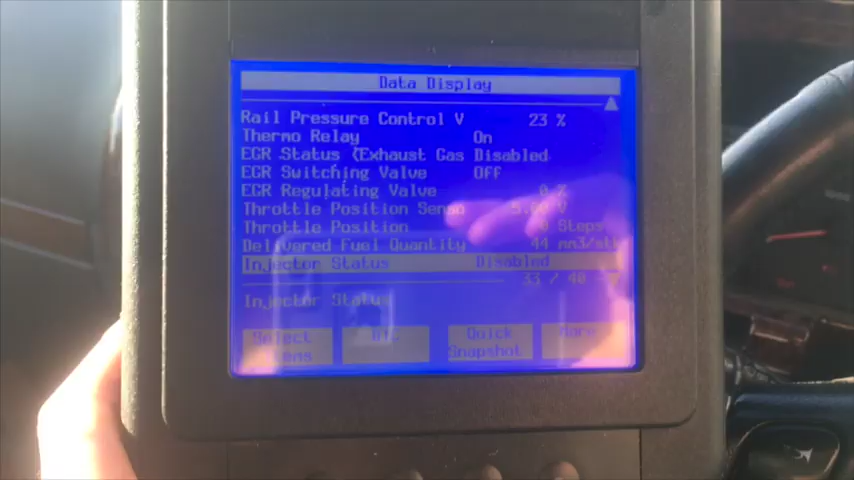 Data Display
Rail Pressure Control V 23 %
Thermo Relay On
EGR Status (Exhaust Gas Disabled
EGR Switching Valve Off
EGR Regulating Valve 0 %
Throttle Position Senso V
Throttle Position 0 Steps
Delivered Fuel Quantity 44 mm3/st
Injector Status Disabled
33 / 40
Injector Status
Select Quick More
Items Snapshot